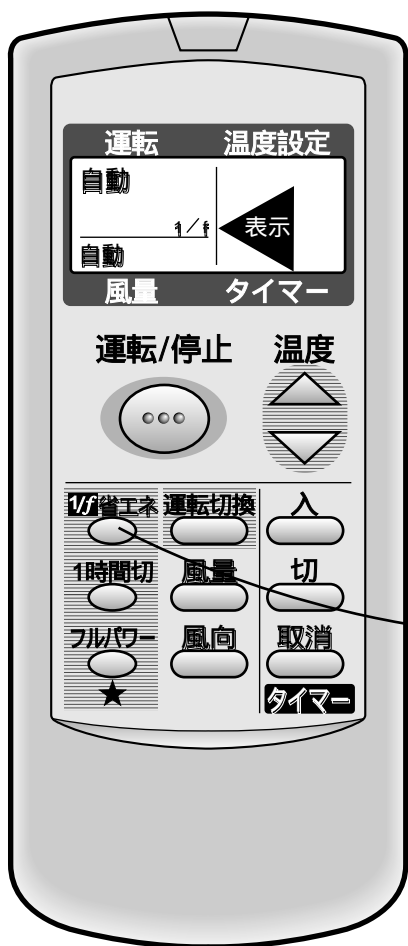 運転 温度設定
自動
1/f 表示
自動
風量 タイマー
運転/停止 温度
1/f 省エネ 運転切換 入
1時間切 風量 切
フルパワー 風向 取消
★ タイマー